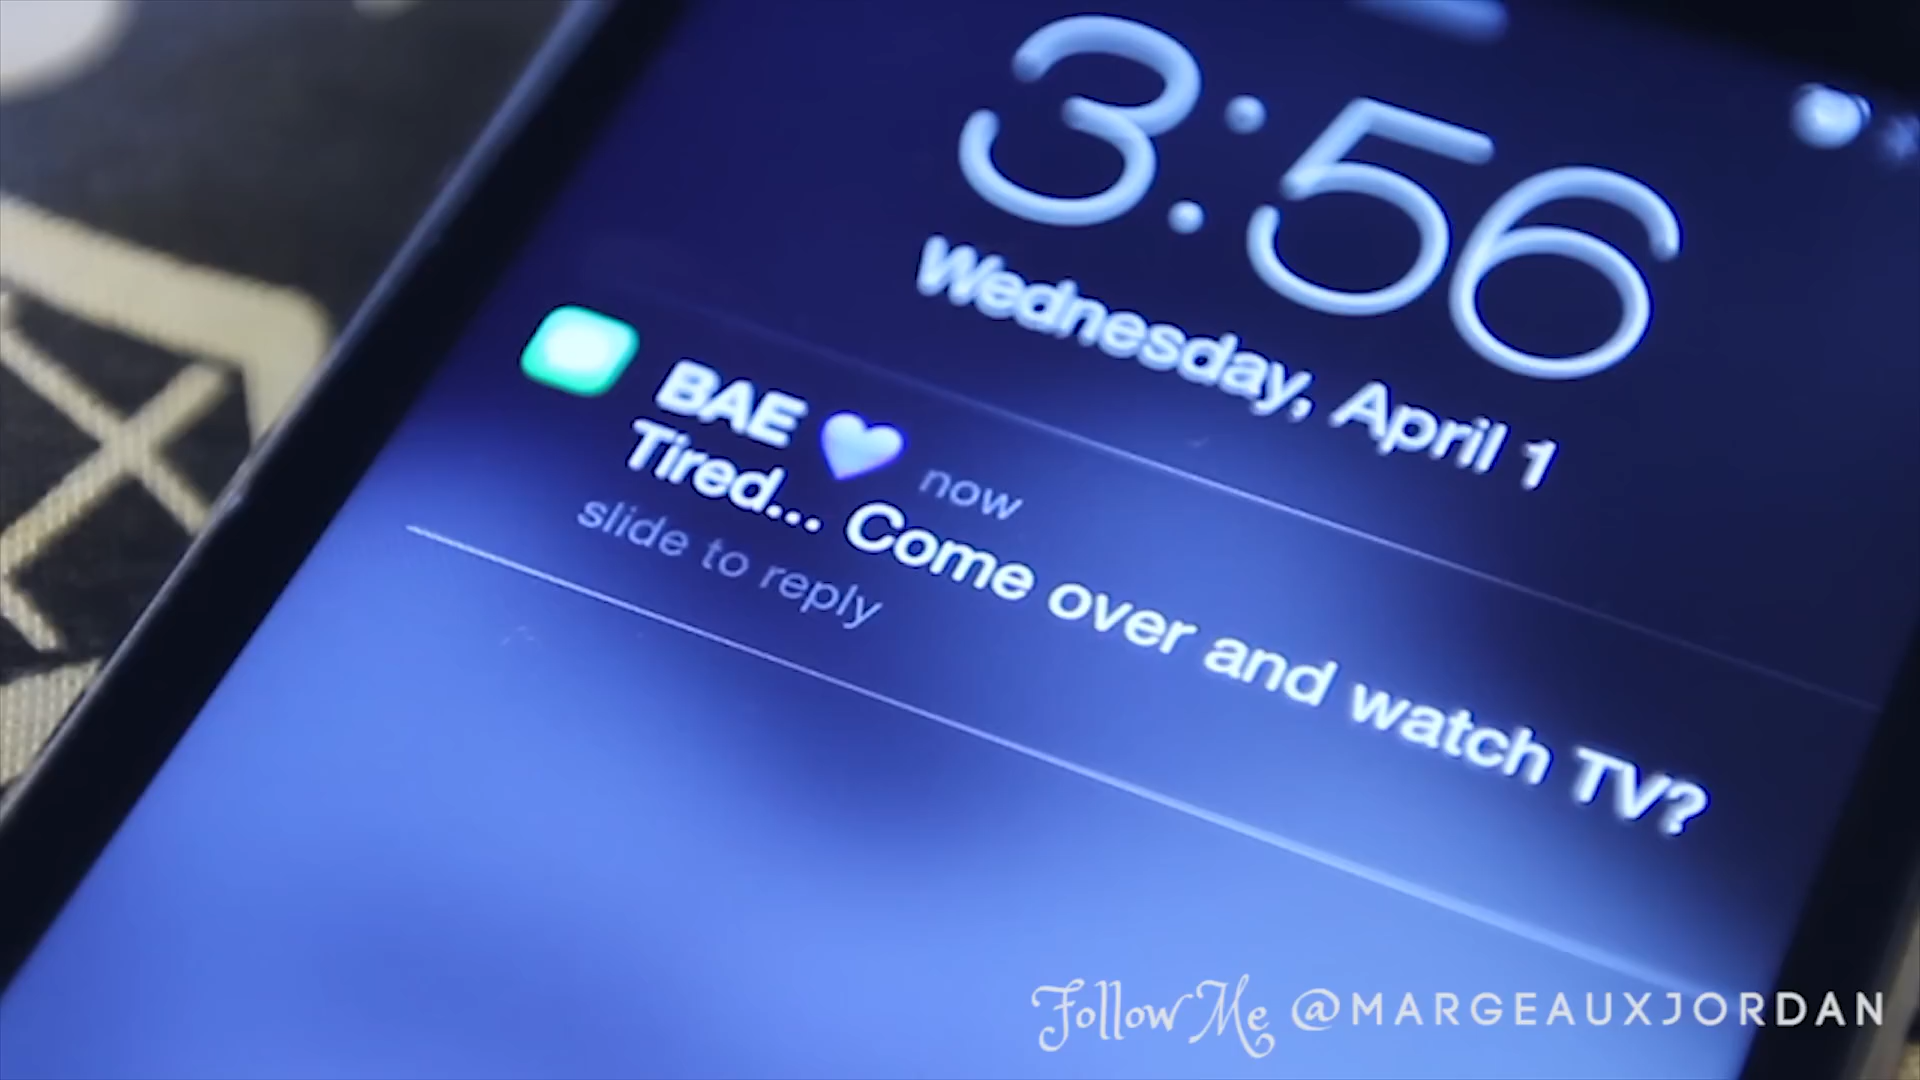 3:56
Wednesday, April 1
BAE 💜 now
Tired... Come over and watch TV?
slide to reply
Follow Me @MARGEAUXJORDAN